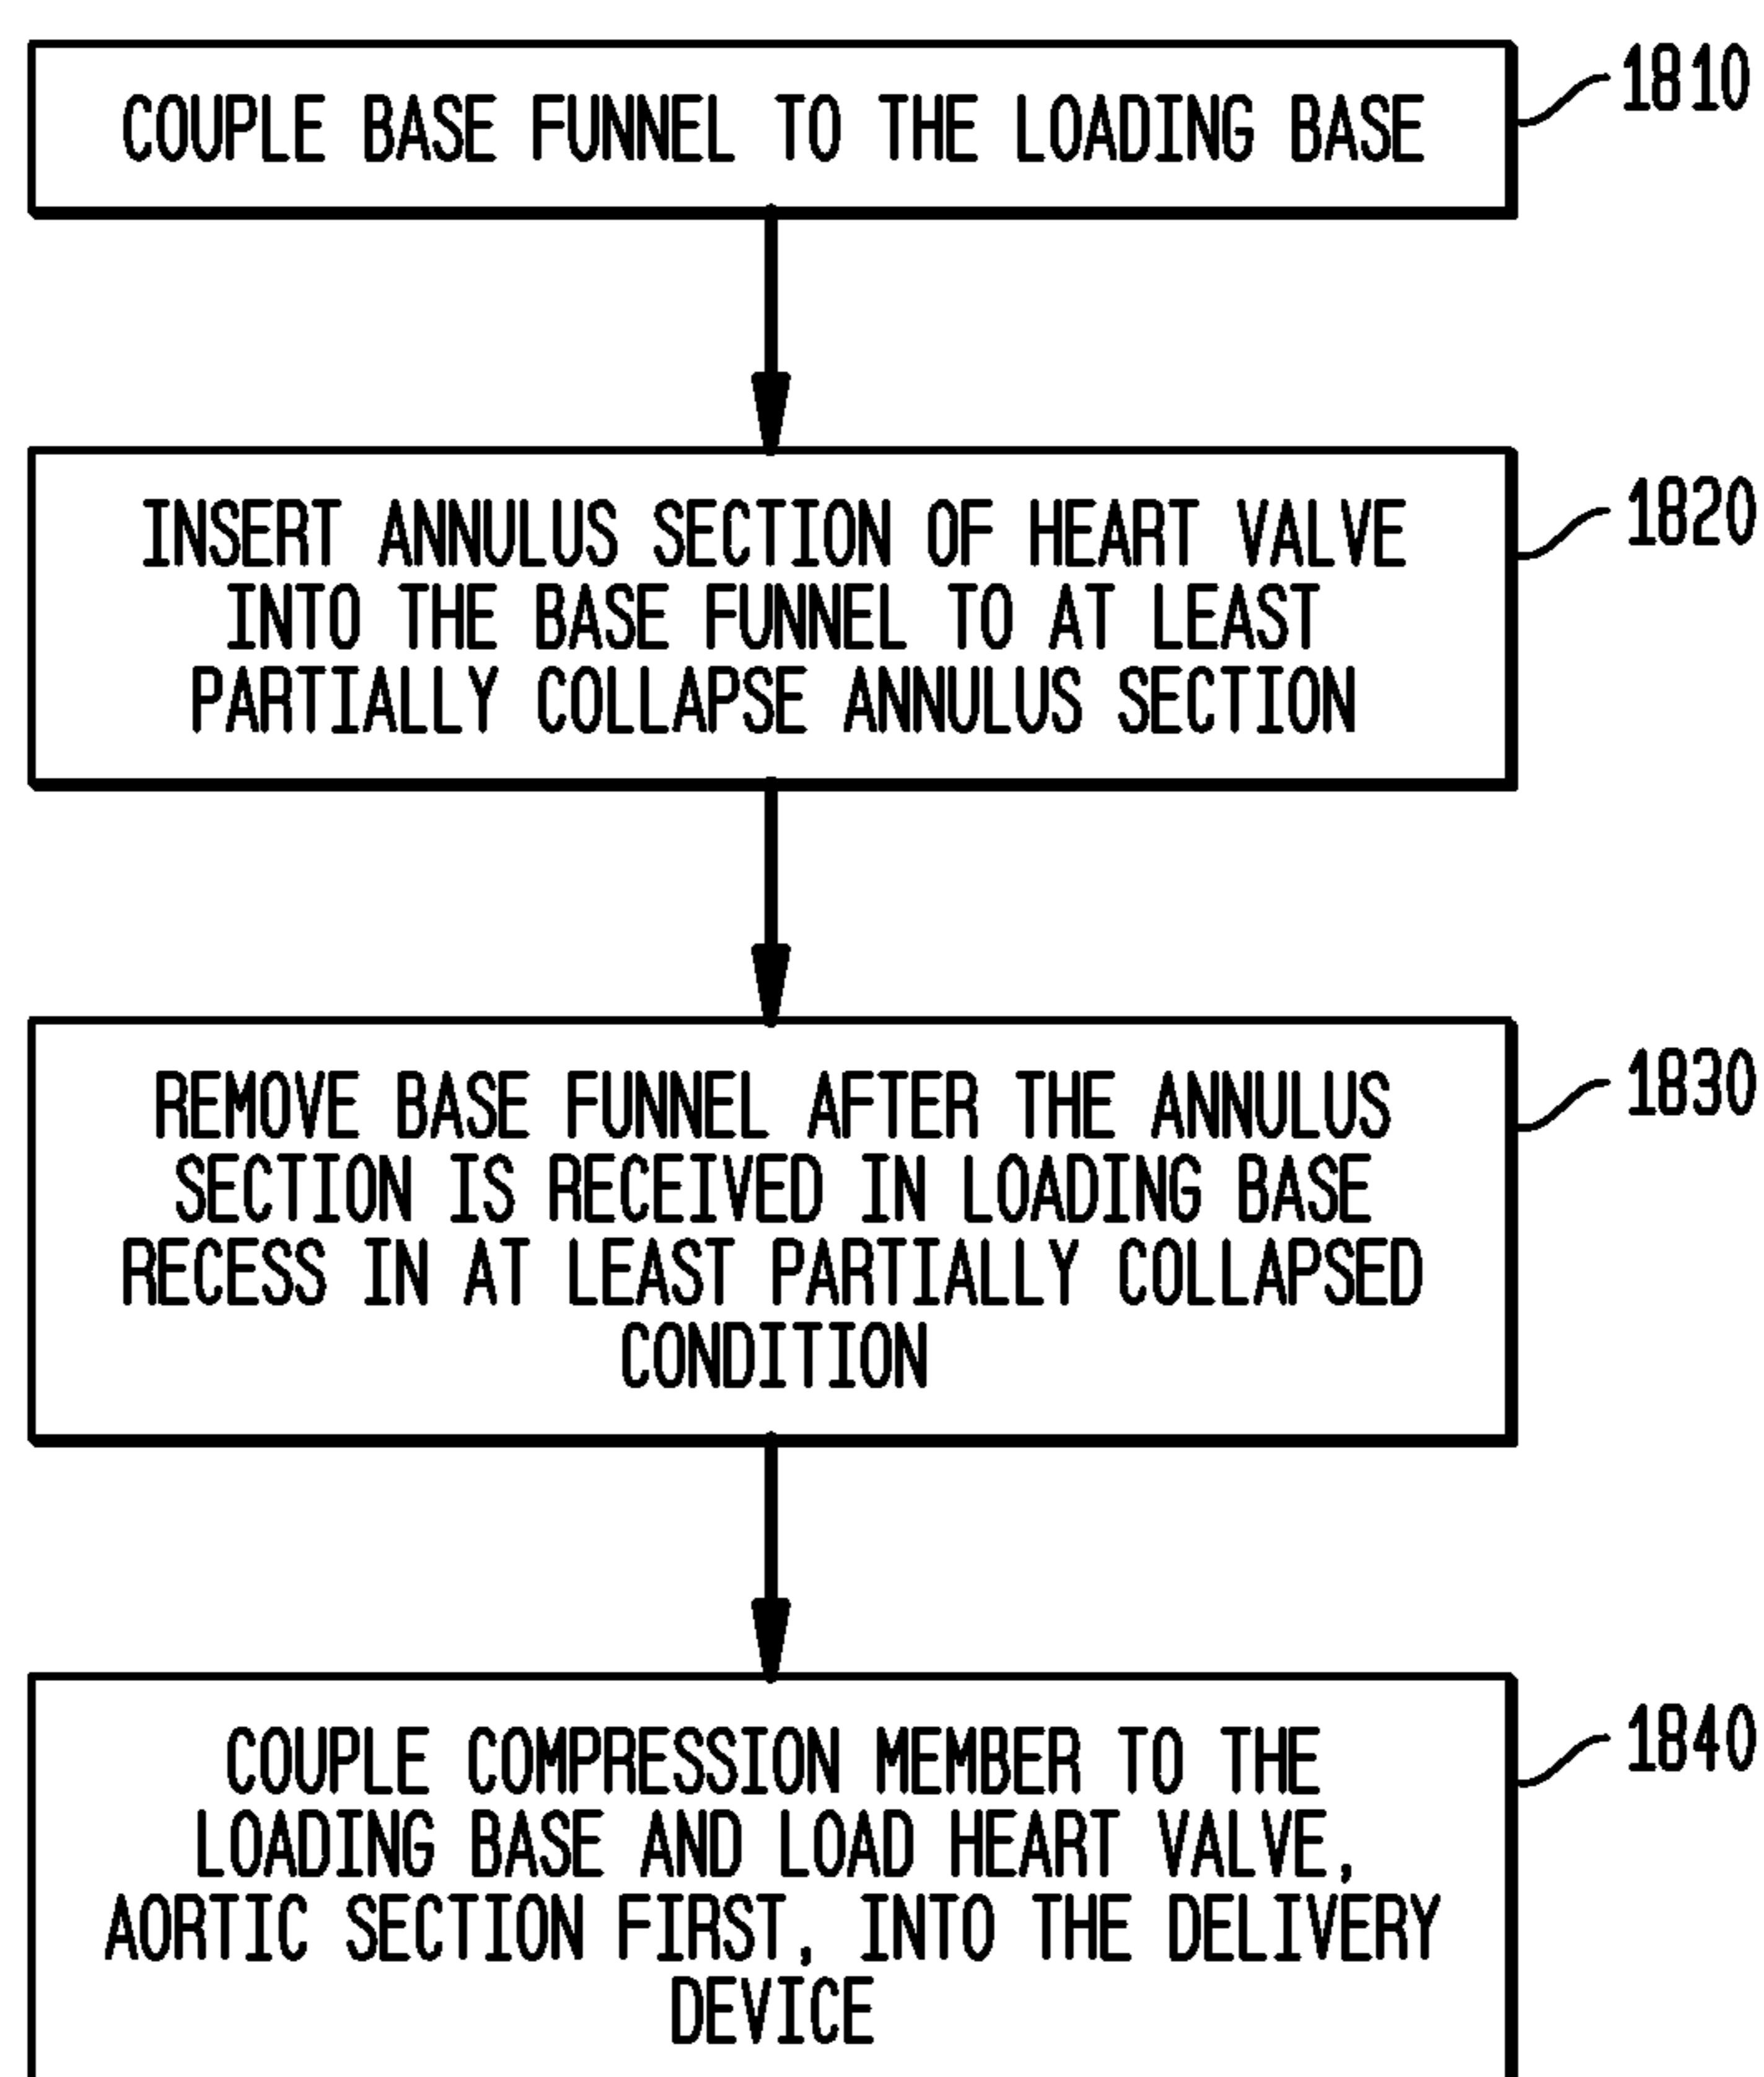 COUPLE BASE FUNNEL TO THE LOADING BASE
1810
INSERT ANNULUS SECTION OF HEART VALVE
INTO THE BASE FUNNEL TO AT LEAST
PARTIALLY COLLAPSE ANNULUS SECTION
1820
REMOVE BASE FUNNEL AFTER THE ANNULUS
SECTION IS RECEIVED IN LOADING BASE
RECESS IN AT LEAST PARTIALLY COLLAPSED
CONDITION
1830
COUPLE COMPRESSION MEMBER TO THE
LOADING BASE AND LOAD HEART VALVE,
AORTIC SECTION FIRST, INTO THE DELIVERY
DEVICE
1840